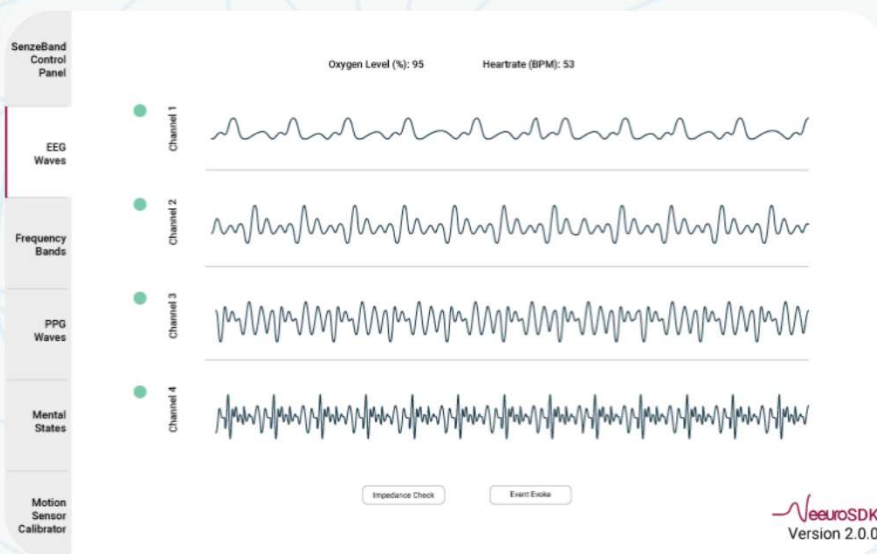 SenzeBand
Control
Panel
EEG
Waves
Frequency
Bands
PPG
Waves
Mental
States
Motion
Sensor
Calibrator
Oxygen Level (%): 95
Heartrate (BPM): 53
Channel 1
Channel 2
Channel 3
Channel 4
Impedance Check
Event Evoke
NeeuroSDK
Version 2.0.0